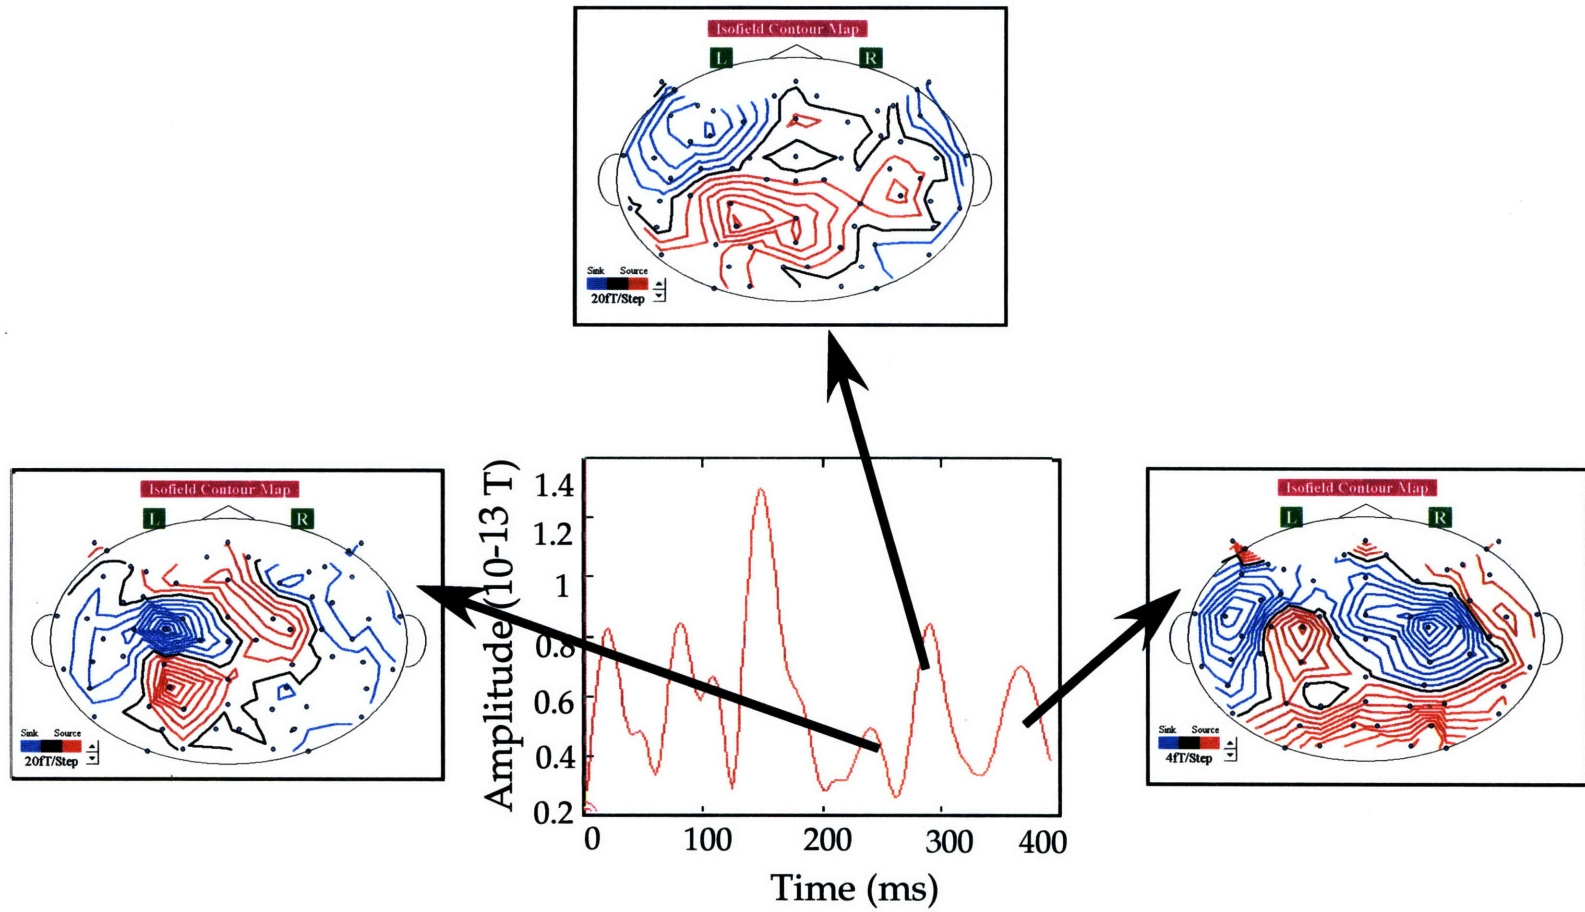 Isofield Contour Map
L R
Sink Source
20fT/Step
Isofield Contour Map
L R
Sink Source
20fT/Step
Amplitude (10-13 T)
1.4
1.2
1
0.8
0.6
0.4
0.2
0 100 200 300 400
Time (ms)
Isofield Contour Map
L R
Sink Source
4fT/Step